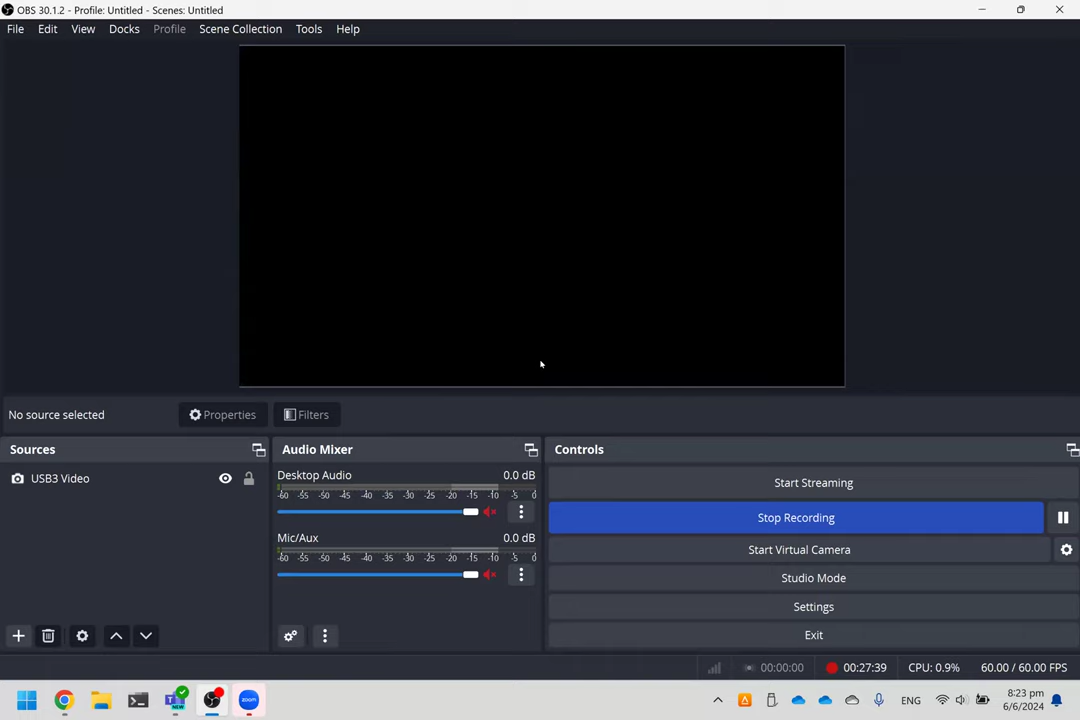 OBS 30.1.2 - Profile: Untitled - Scenes: Untitled
File Edit View Docks Profile Scene Collection Tools Help
No source selected Properties Filters
Sources
USB3 Video
Audio Mixer
Desktop Audio 0.0 dB
-60 -55 -50 -45 -40 -35 -30 -25 -20 -15 -10 -5 0
Mic/Aux 0.0 dB
-60 -55 -50 -45 -40 -35 -30 -25 -20 -15 -10 -5 0
Controls
Start Streaming
Stop Recording
Start Virtual Camera
Studio Mode
Settings
Exit
00:00:00 00:27:39 CPU: 0.9% 60.00 / 60.00 FPS
NEW
zoom
ENG
8:23 pm
6/6/2024